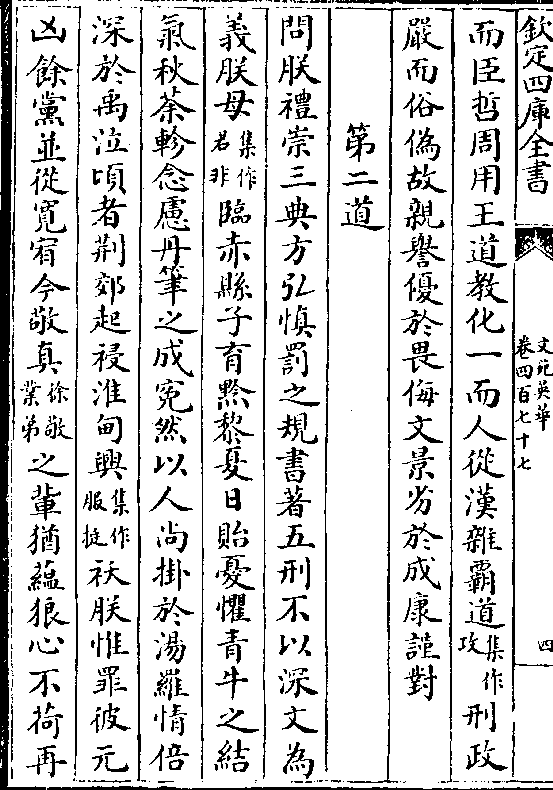 欽定四庫全書
文苑英華
卷四百七十七
四
而臣哲周用王道教化一而人從漢雜霸道集作攻刑政
嚴而俗偽故親譽優於畏侮文景劣於成康謹對
第二道
問朕禮崇三典方弘慎罰之規書著五刑不以深文為
義朕母集作君非臨赤縣子育黔黎夏日貽憂懼青牛之結
氣秋荼軫念慮丹筆之成寃然以人尚掛於湯羅情倍
深於禹泣頃者荆郊起祲淮甸興集作服挻祅朕惟罪彼元
凶餘黨並從寛宥今敬真徐敬業弟之輩猶蘊狼心不荷再